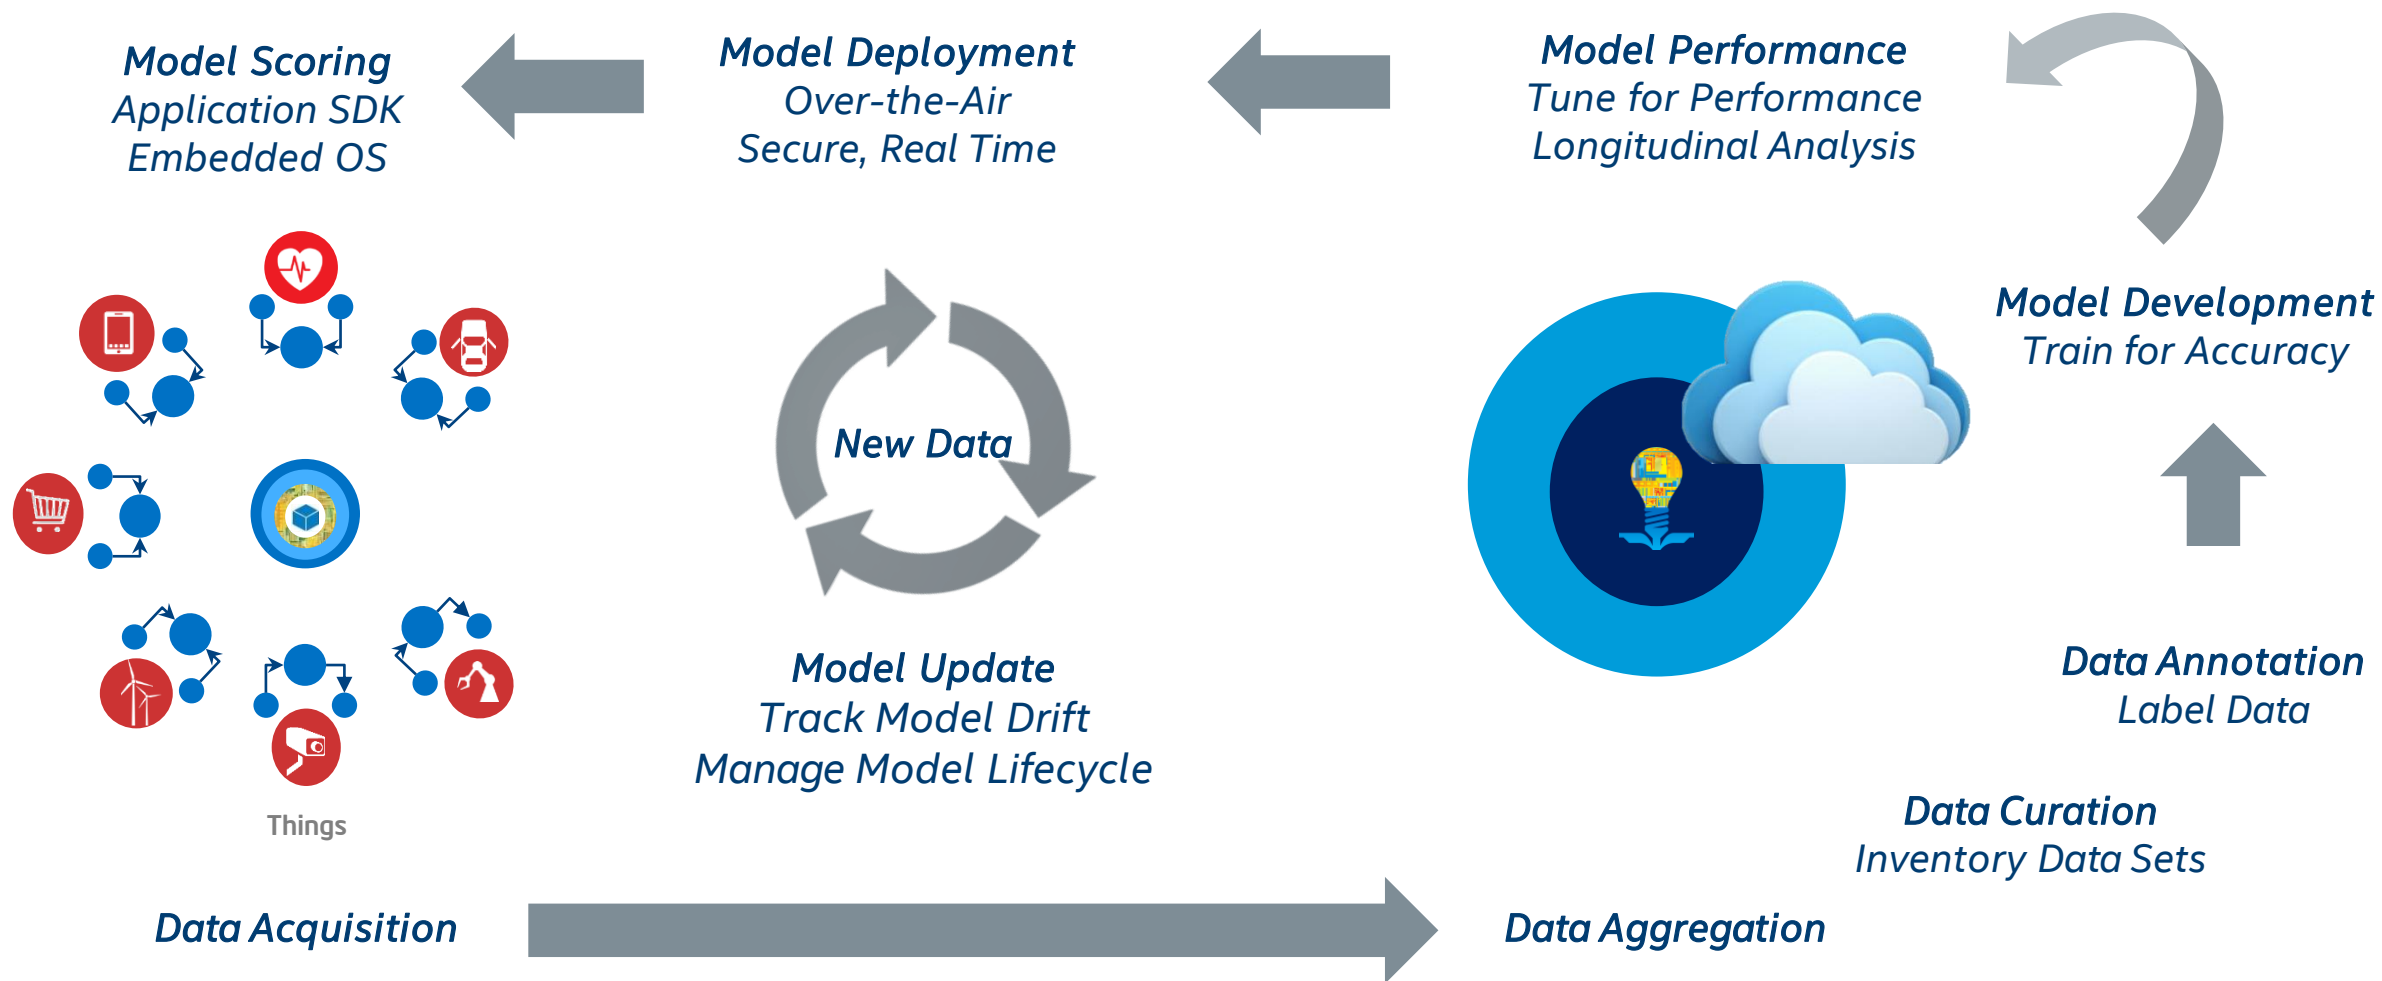 Model Scoring
Application SDK
Embedded OS
Model Deployment
Over-the-Air
Secure, Real Time
Model Performance
Tune for Performance
Longitudinal Analysis
Model Development
Train for Accuracy
New Data
Model Update
Track Model Drift
Manage Model Lifecycle
Data Annotation
Label Data
Data Curation
Inventory Data Sets
Things
Data Acquisition
Data Aggregation